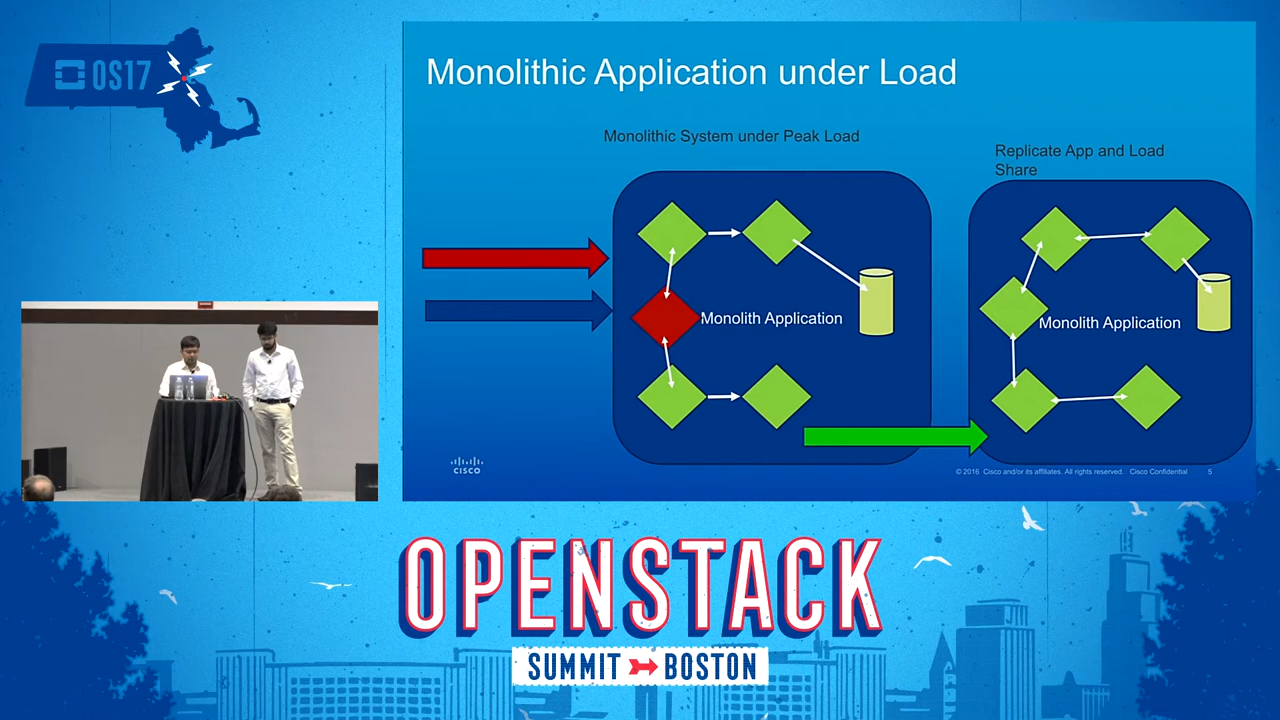 OS17
Monolithic Application under Load
Monolithic System under Peak Load
Replicate App and Load
Share
Monolith Application
Monolith Application
CISCO
© 2016 Cisco and/or its affiliates. All rights reserved. Cisco Confidential 5
OPENSTACK
SUMMIT BOSTON